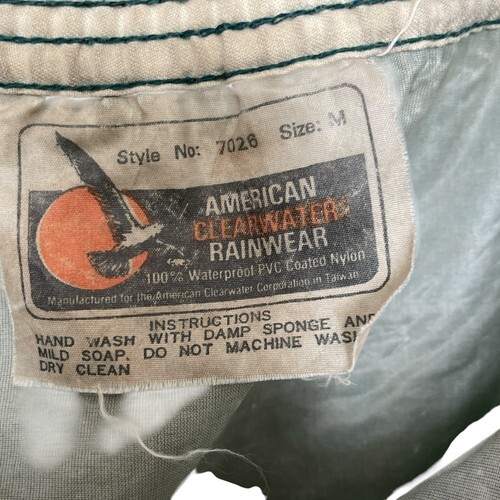 Style No: 7026 Size: M
AMERICAN
CLEARWATER
RAINWEAR
100% Waterproof PVC Coated Nylon
Manufactured for the American Clearwater Corporation in Taiwan
INSTRUCTIONS
HAND WASH WITH DAMP SPONGE AND
MILD SOAP. DO NOT MACHINE WASH
DRY CLEAN